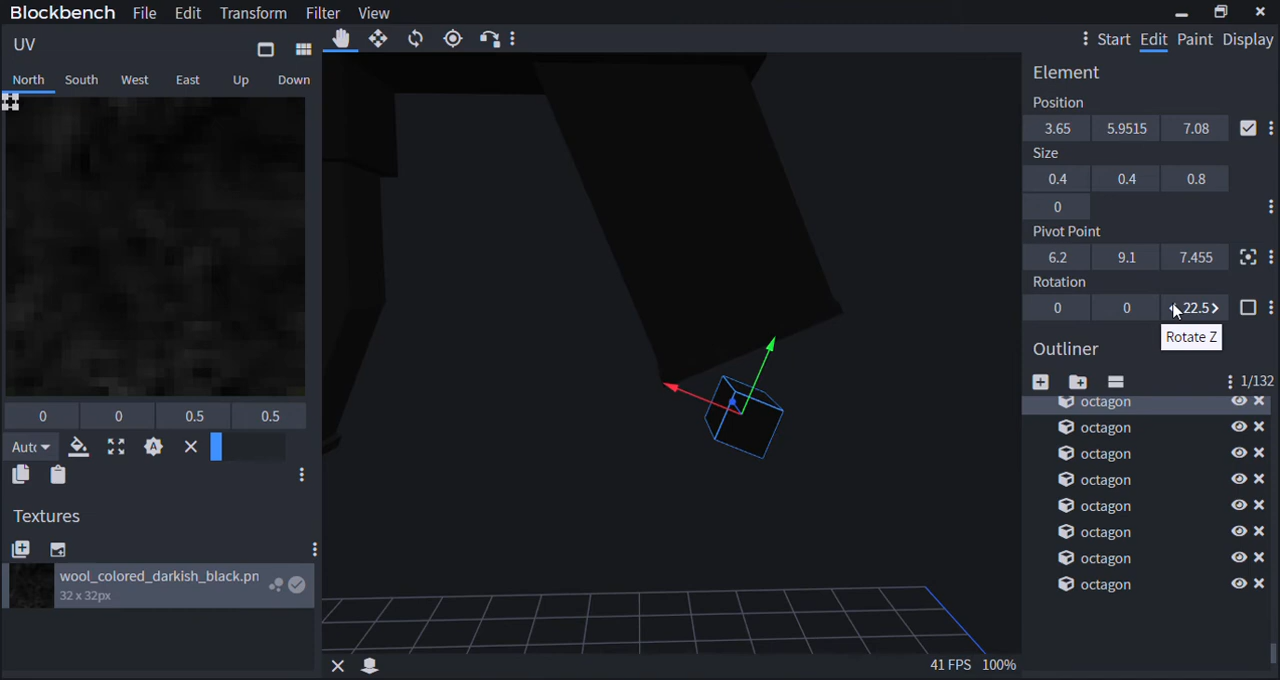 Blockbench File Edit Transform Filter View
UV
North South West East Up Down
0 0 0.5 0.5
Auto
Textures
wool_colored_darkish_black.pn
32 x 32px
41 FPS 100%
Start Edit Paint Display
Element
Position
3.65 5.9515 7.08
Size
0.4 0.4 0.8
0
Pivot Point
6.2 9.1 7.455
Rotation
0 0 22.5
Rotate Z
Outliner
1/132
octagon
octagon
octagon
octagon
octagon
octagon
octagon
octagon